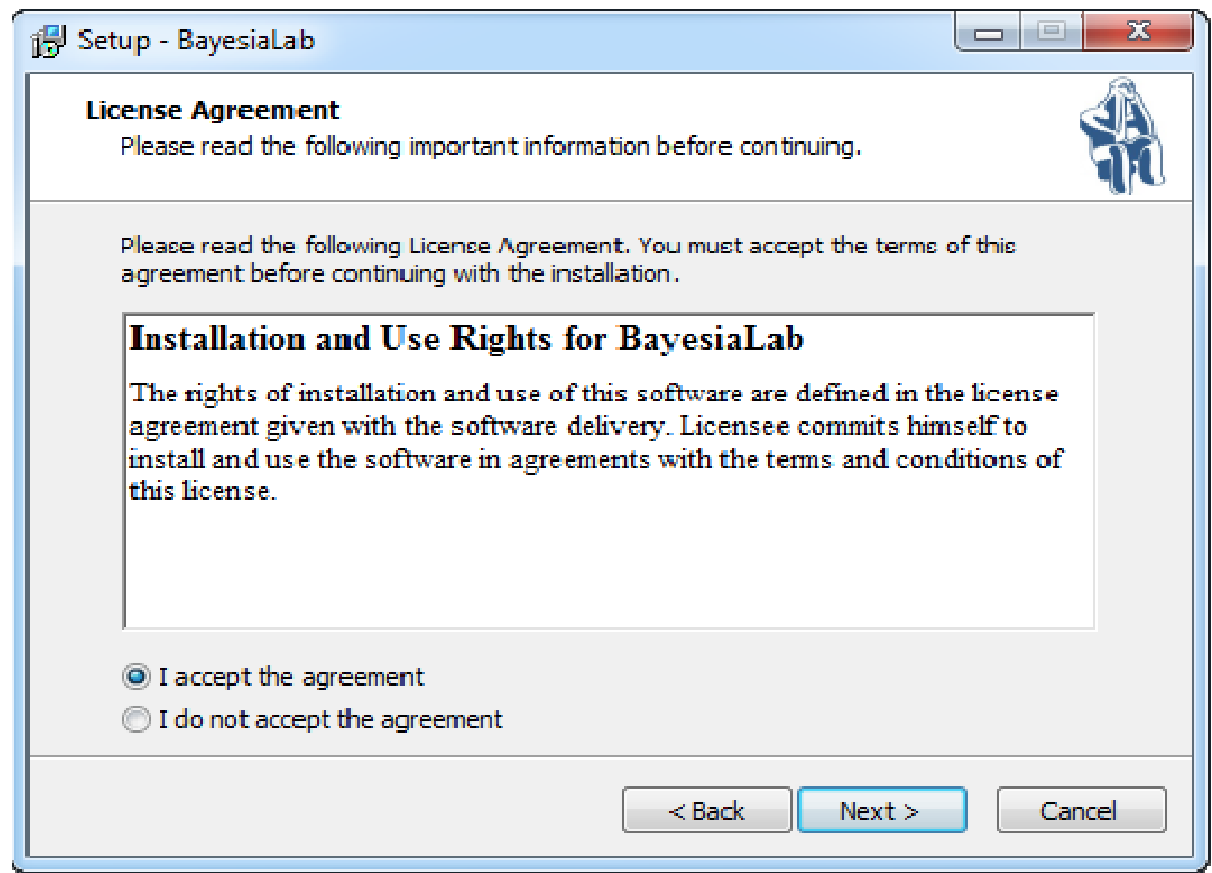 Setup - BayesiaLab
License Agreement
Please read the following important information before continuing.
Please read the following License Agreement. You must accept the terms of this
agreement before continuing with the installation.
Installation and Use Rights for BayesiaLab
The rights of installation and use of this software are defined in the license
agreement given with the software delivery. Licensee commits himself to
install and use the software in agreements with the terms and conditions of
this license.
I accept the agreement
I do not accept the agreement
< Back
Next >
Cancel